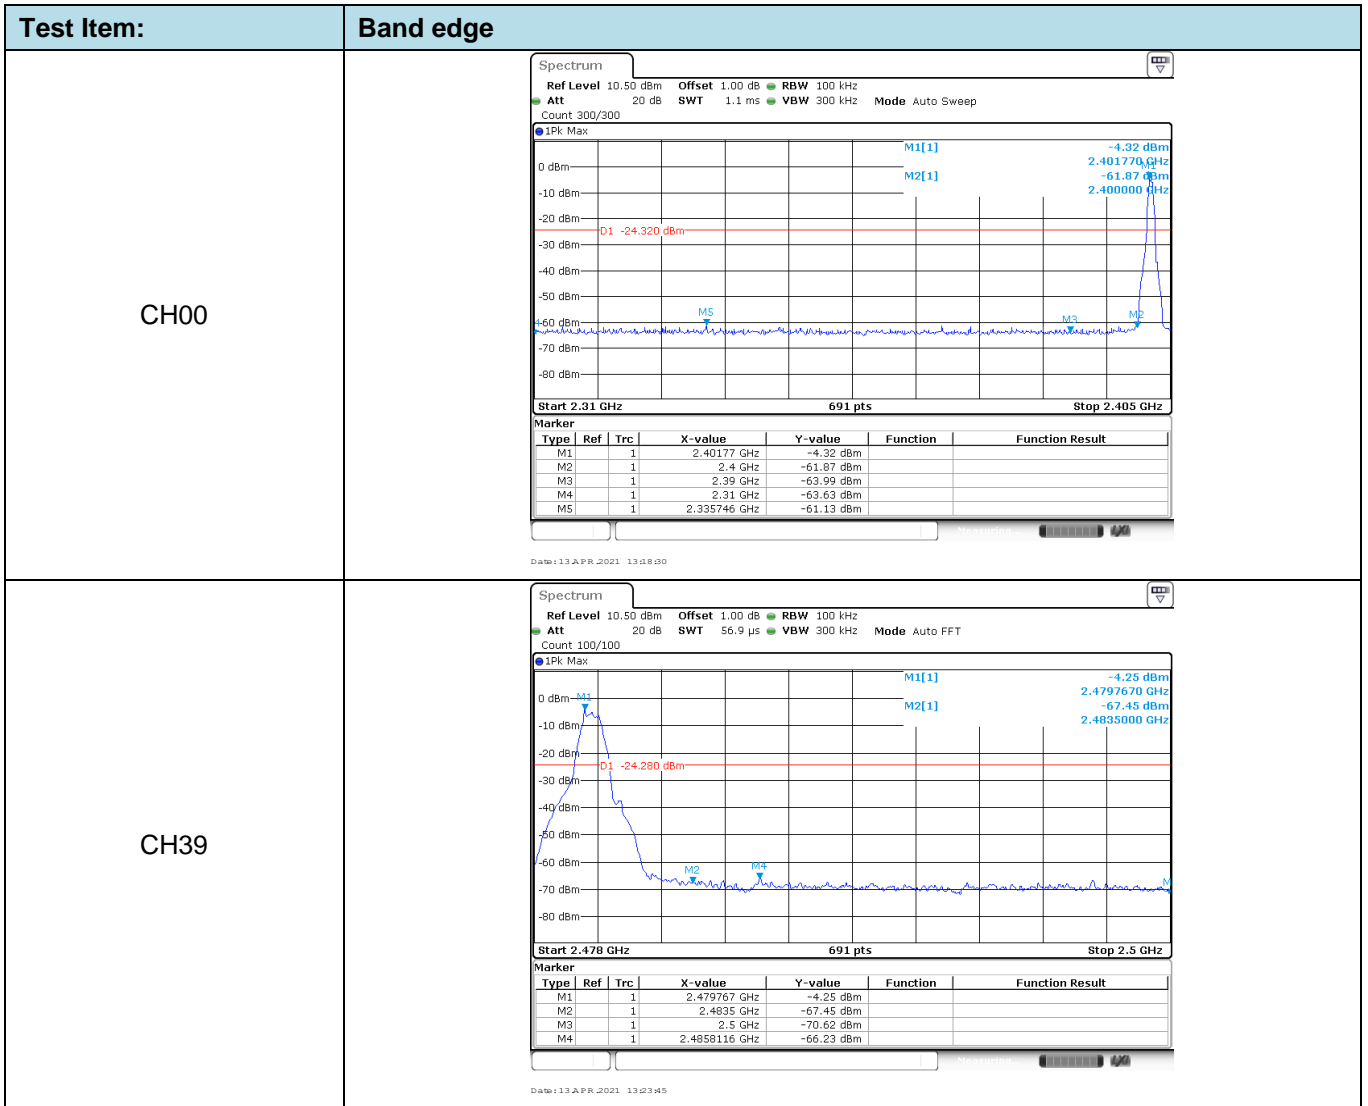 Test Item: Band edge
CH00
Spectrum
Ref Level 10.50 dBm Offset 1.00 dB RBW 100 kHz
Att 20 dB SWT 1.1 ms VBW 300 kHz Mode Auto Sweep
Count 300/300
1Pk Max
M1[1] -4.32 dBm
2.401770 GHz
M2[1] -61.87 dBm
2.400000 GHz
M1
0 dBm
-10 dBm
-20 dBm
D1 -24.320 dBm
-30 dBm
-40 dBm
-50 dBm
M5
M3
M2
-60 dBm
-70 dBm
-80 dBm
Start 2.31 GHz 691 pts Stop 2.405 GHz
Marker
Type Ref Trc X-value Y-value Function Function Result
M1 1 2.40177 GHz -4.32 dBm
M2 1 2.4 GHz -61.87 dBm
M3 1 2.39 GHz -63.99 dBm
M4 1 2.31 GHz -63.63 dBm
M5 1 2.335746 GHz -61.13 dBm
Measuring...
Date: 13.APR.2021 13:18:30
CH39
Spectrum
Ref Level 10.50 dBm Offset 1.00 dB RBW 100 kHz
Att 20 dB SWT 56.9 µs VBW 300 kHz Mode Auto FFT
Count 100/100
1Pk Max
M1[1] -4.25 dBm
2.4797670 GHz
M2[1] -67.45 dBm
2.4835000 GHz
M1
0 dBm
-10 dBm
-20 dBm
D1 -24.280 dBm
-30 dBm
-40 dBm
-50 dBm
-60 dBm
M2
M4
-70 dBm
-80 dBm
Start 2.478 GHz 691 pts Stop 2.5 GHz
Marker
Type Ref Trc X-value Y-value Function Function Result
M1 1 2.479767 GHz -4.25 dBm
M2 1 2.4835 GHz -67.45 dBm
M3 1 2.5 GHz -70.62 dBm
M4 1 2.4858116 GHz -66.23 dBm
Measuring...
Date: 13.APR.2021 13:23:45